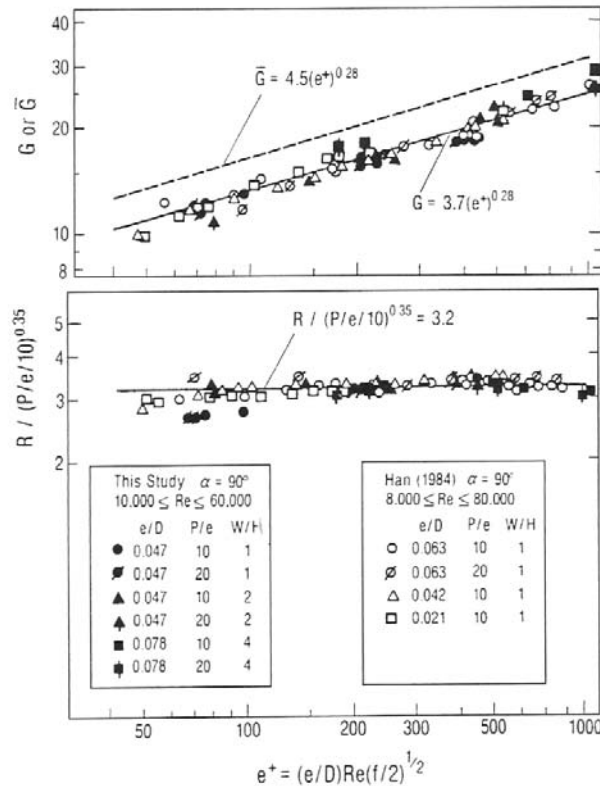 G or G̅
40
30
20
10
8
G̅ = 4.5(e⁺)^0.28
G = 3.7(e⁺)^0.28
R / (P/e/10)^0.35
5
4
3
2
R / (P/e/10)^0.35 = 3.2
This Study α = 90°
10.000 ≤ Re ≤ 60,000
e/D P/e W/H
0.047 10 1
0.047 20 1
0.047 10 2
0.047 20 2
0.078 10 4
0.078 20 4
Han (1984) α = 90°
8.000 ≤ Re ≤ 80.000
e/D P/e W/H
0.063 10 1
0.063 20 1
0.042 10 1
0.021 10 1
50 100 200 300 500 1000
e⁺ = (e/D)Re(f/2)^1/2